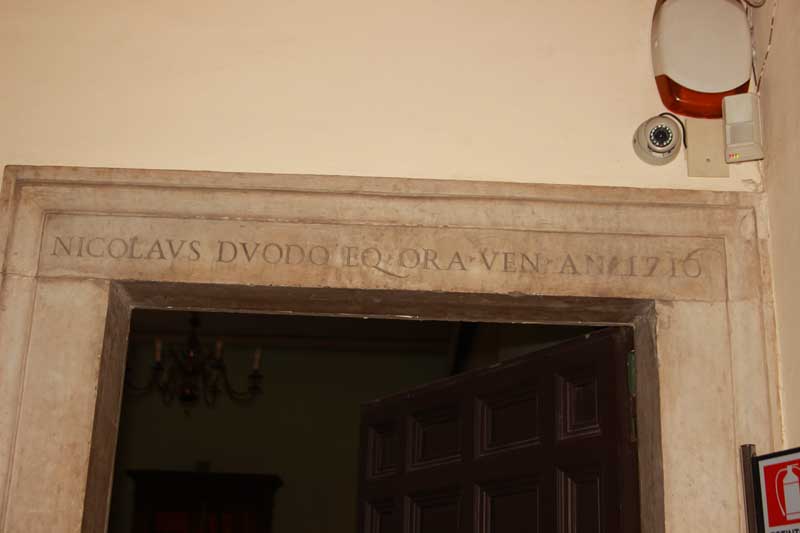 NICOLAVS DVODO EQ· ORA· VEN· AN· 1716